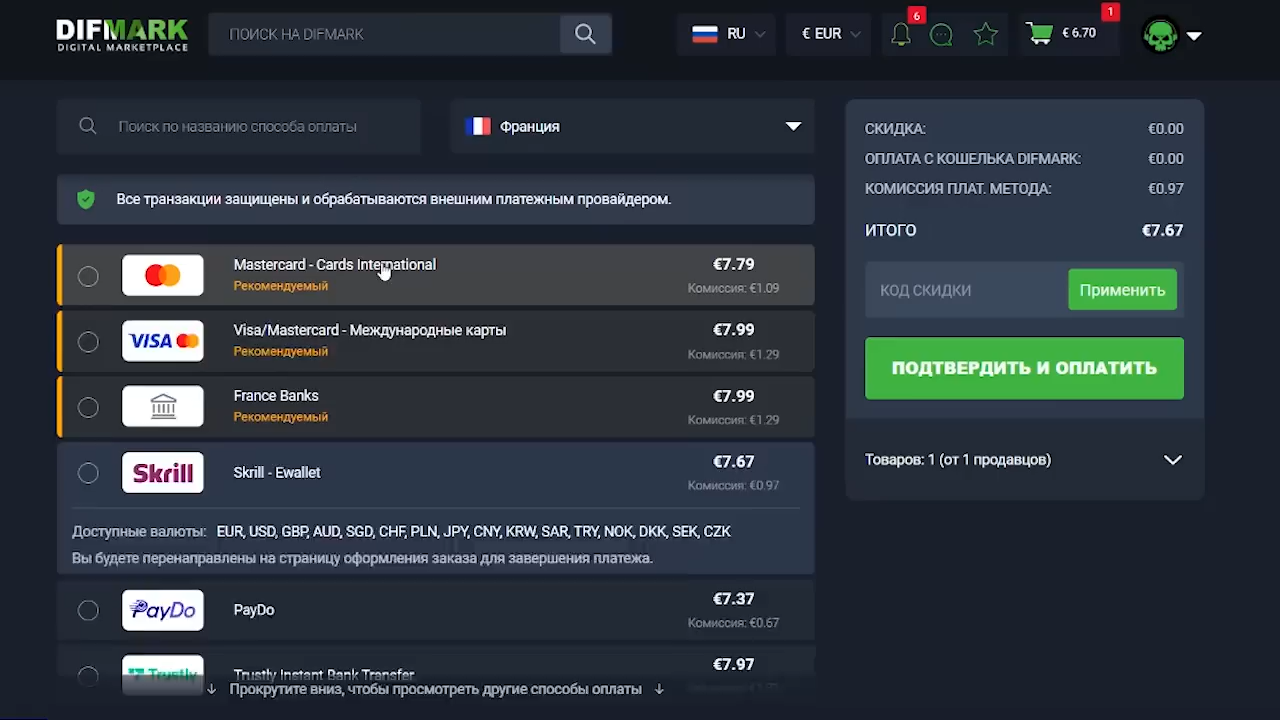 DIFMARK
DIGITAL MARKETPLACE
ПОИСК НА DIFMARK
RU
€ EUR
6
€ 6.70
1
Поиск по названию способа оплаты
Франция
Все транзакции защищены и обрабатываются внешним платежным провайдером.
Mastercard - Cards International
Рекомендуемый
€7.79
Комиссия: €1.09
VISA
Visa/Mastercard - Международные карты
Рекомендуемый
€7.99
Комиссия: €1.29
France Banks
Рекомендуемый
€7.99
Комиссия: €1.29
Skrill
Skrill - Ewallet
€7.67
Комиссия: €0.97
Доступные валюты: EUR, USD, GBP, AUD, SGD, CHF, PLN, JPY, CNY, KRW, SAR, TRY, NOK, DKK, SEK, CZK
Вы будете перенаправлены на страницу оформления заказа для завершения платежа.
PayDo
PayDo
€7.37
Комиссия: €0.67
Trustly
Trustly Instant Bank Transfer
€7.97
↓ Прокрутите вниз, чтобы просмотреть другие способы оплаты ↓
СКИДКА: €0.00
ОПЛАТА С КОШЕЛЬКА DIFMARK: €0.00
КОМИССИЯ ПЛАТ. МЕТОДА: €0.97
ИТОГО €7.67
КОД СКИДКИ
Применить
ПОДТВЕРДИТЬ И ОПЛАТИТЬ
Товаров: 1 (от 1 продавцов)